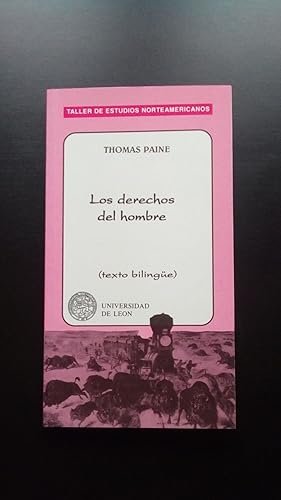 TALLER DE ESTUDIOS NORTEAMERICANOS
THOMAS PAINE
Los derechos
del hombre
(texto bilingüe)
UNIVERSIDAD
DE LEON